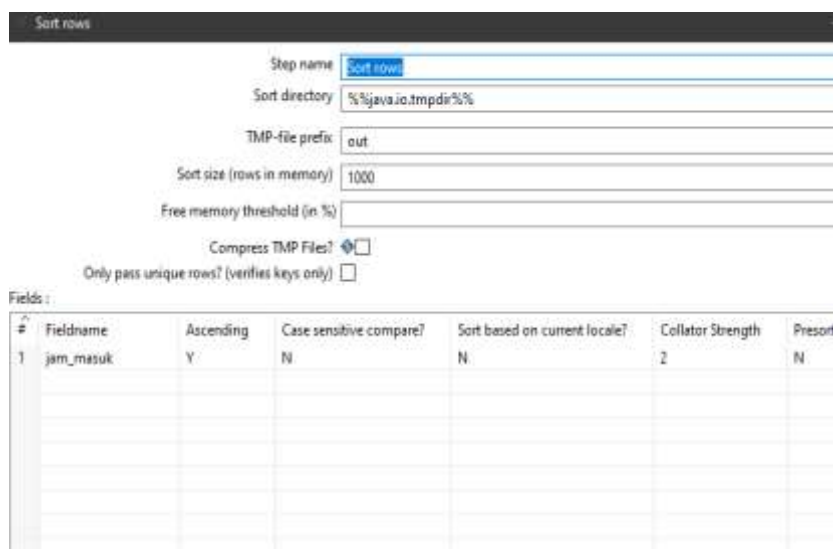 Sort rows
Step name Sort rows
Sort directory %%java.io.tmpdir%%
TMP-file prefix out
Sort size (rows in memory) 1000
Free memory threshold (in %)
Compress TMP Files?
Only pass unique rows? (verifies keys only)
Fields :
# Fieldname Ascending Case sensitive compare? Sort based on current locale? Collator Strength Presort
1 jam_masuk Y N N 2 N